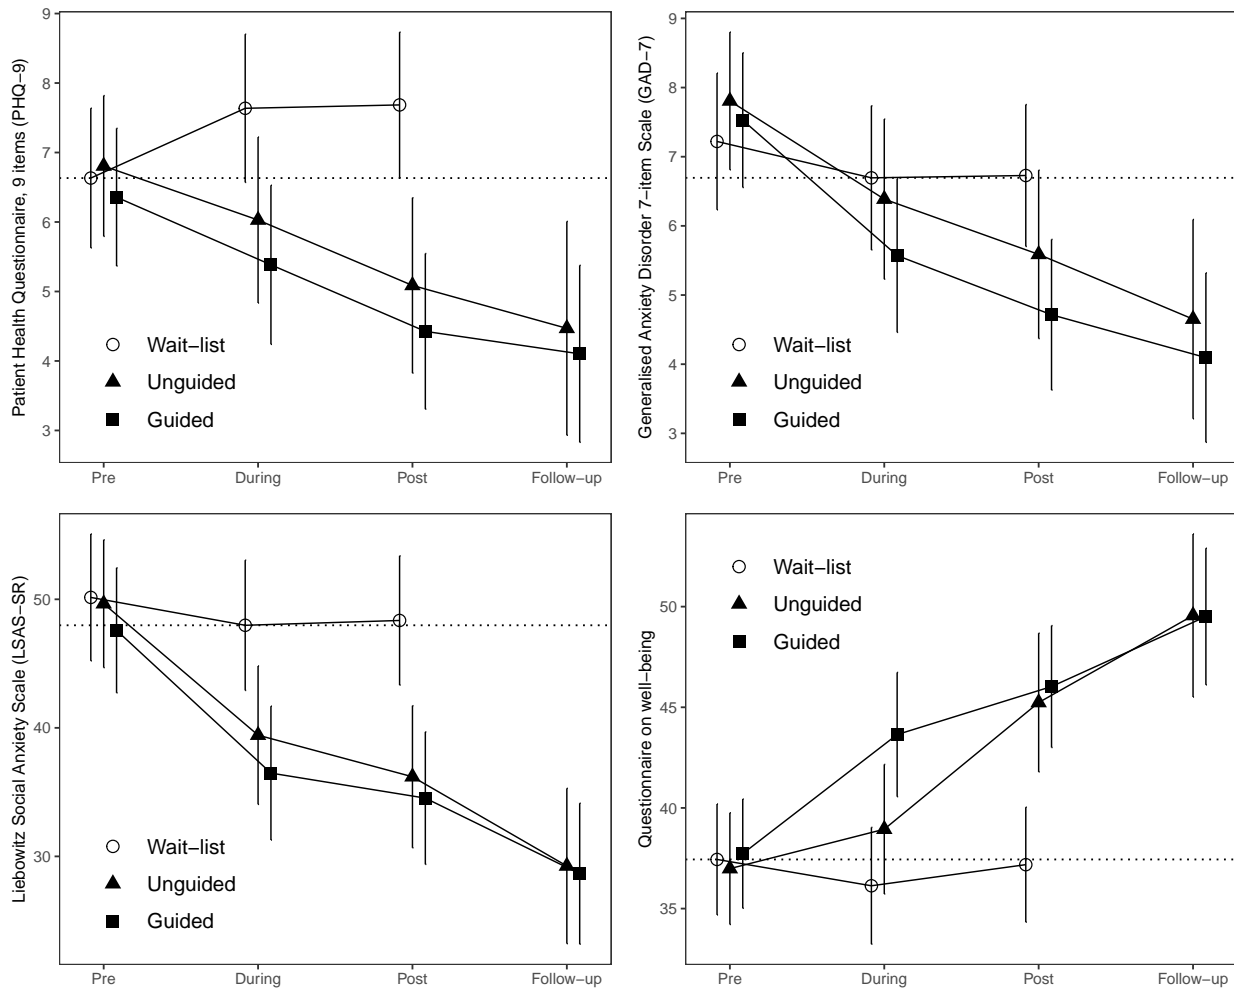 Patient Health Questionnaire, 9 items (PHQ−9)
9
8
7
6
5
4
3
Wait−list
Unguided
Guided
Pre
During
Post
Follow−up
Generalised Anxiety Disorder 7−item Scale (GAD−7)
9
8
7
6
5
4
3
Wait−list
Unguided
Guided
Pre
During
Post
Follow−up
Liebowitz Social Anxiety Scale (LSAS−SR)
50
40
30
Wait−list
Unguided
Guided
Pre
During
Post
Follow−up
Questionnaire on well−being
50
45
40
35
Wait−list
Unguided
Guided
Pre
During
Post
Follow−up